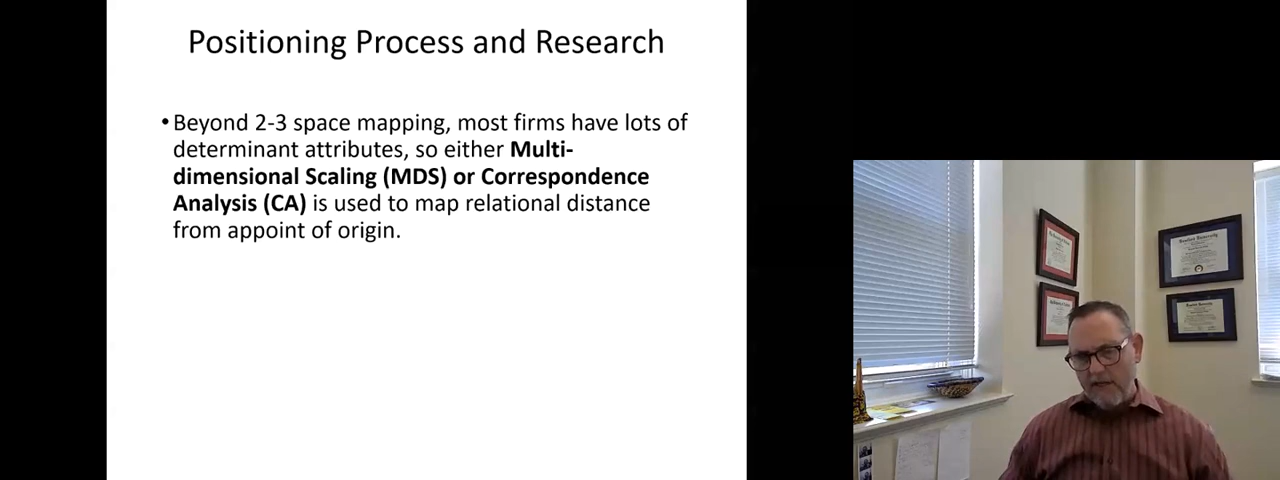 Positioning Process and Research
•Beyond 2-3 space mapping, most firms have lots of
determinant attributes, so either Multi-
dimensional Scaling (MDS) or Correspondence
Analysis (CA) is used to map relational distance
from appoint of origin.